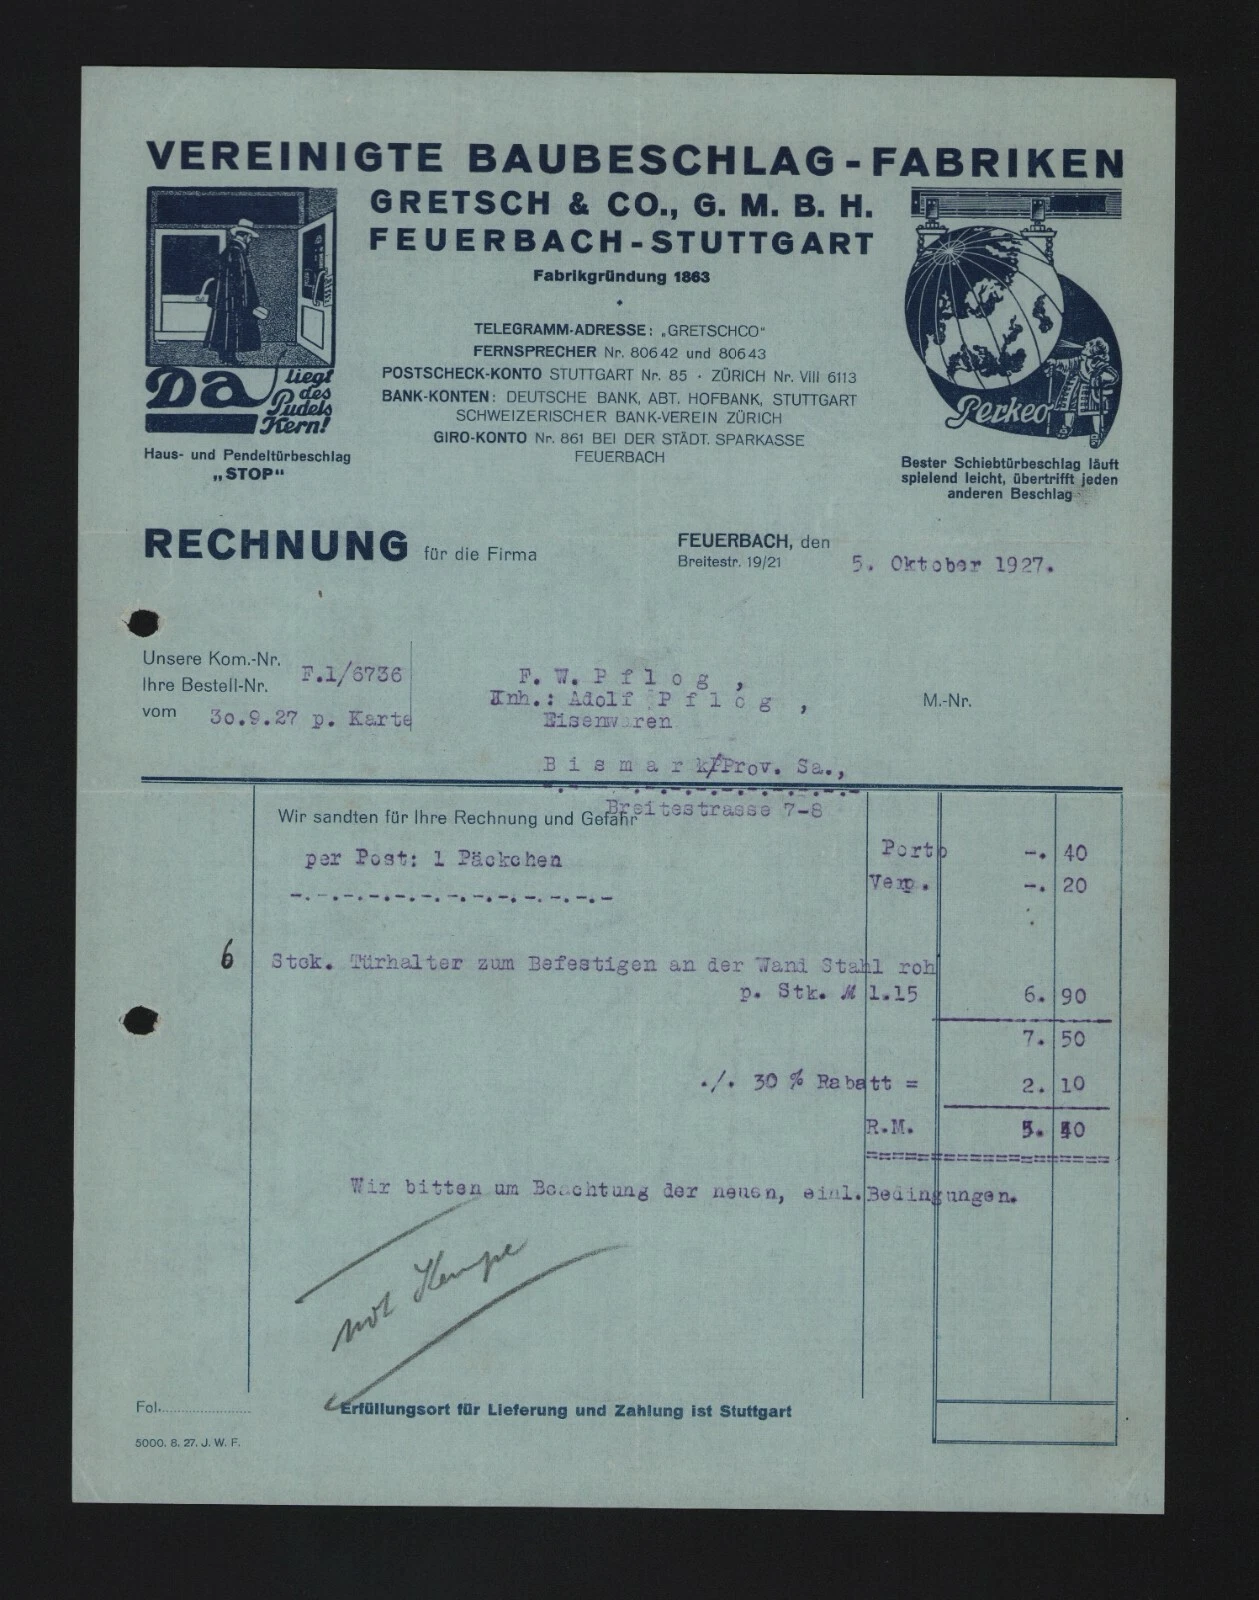 VEREINIGTE BAUBESCHLAG-FABRIKEN
GRETSCH & CO., G. M. B. H.
FEUERBACH-STUTTGART
Fabrikgründung 1863
TELEGRAMM-ADRESSE: „GRETSCHCO“
FERNSPRECHER Nr. 80642 und 80643
POSTSCHECK-KONTO STUTTGART Nr. 85 · ZÜRICH Nr. VIII 6113
BANK-KONTEN: DEUTSCHE BANK, ABT. HOFBANK, STUTTGART
SCHWEIZERISCHER BANK-VEREIN ZÜRICH
GIRO-KONTO Nr. 861 BEI DER STÄDT. SPARKASSE
FEUERBACH
Da liegt
des
Pudels
Kern!
Haus- und Pendeltürbeschlag
„STOP“
Perkeo
Bester Schiebtürbeschlag läuft
spielend leicht, übertrifft jeden
anderen Beschlag
RECHNUNG für die Firma
FEUERBACH, den
Breitestr. 19/21
5. Oktober 1927.
Unsere Kom.-Nr.
Ihre Bestell-Nr.
F.1/6736
vom 30.9.27 p. Karte
F. W. Pflog,
Inh.: Adolf Pflog,
Eisenwaren
M.-Nr.
Bismark/Prov. Sa.,
Breitestrasse 7-8
Wir sandten für Ihre Rechnung und Gefahr
per Post: 1 Päckchen
Porto -. 40
Verp. -. 20
6 Stck. Türhalter zum Befestigen an der Wand Stahl roh
p. Stk. M 1.15 6. 90
7. 50
./. 30 % Rabatt = 2. 10
R.M. 5. 40
Wir bitten um Beachtung der neuen, einl. Bedingungen.
Erfüllungsort für Lieferung und Zahlung ist Stuttgart
Fol.
5000. 8. 27. J. W. F.